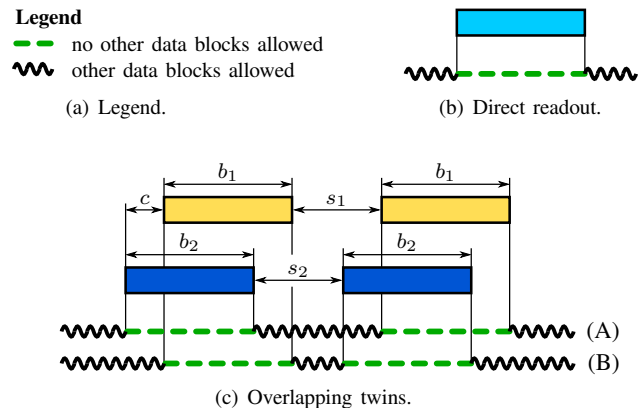 Legend
no other data blocks allowed
other data blocks allowed
(a) Legend.
(b) Direct readout.
b1 b1
c s1
b2 b2
s2
(A)
(B)
(c) Overlapping twins.